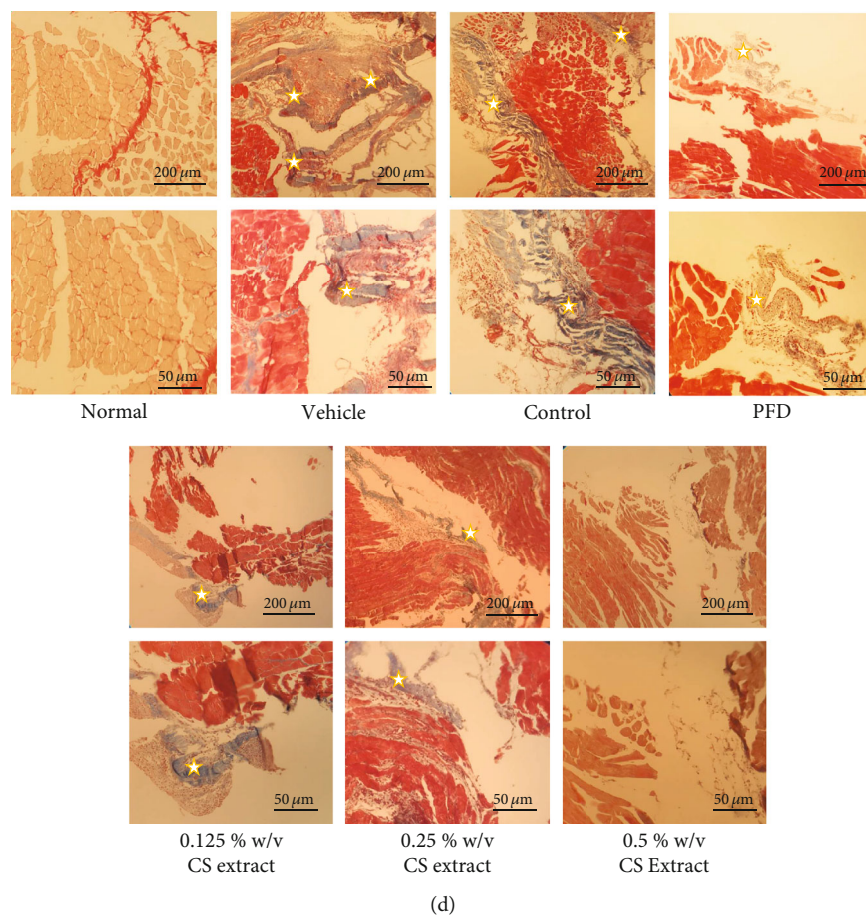 200 μm
200 μm
200 μm
200 μm
50 μm
50 μm
50 μm
50 μm
Normal
Vehicle
Control
PFD
200 μm
200 μm
200 μm
50 μm
50 μm
50 μm
0.125 % w/v
CS extract
0.25 % w/v
CS extract
0.5 % w/v
CS Extract
(d)